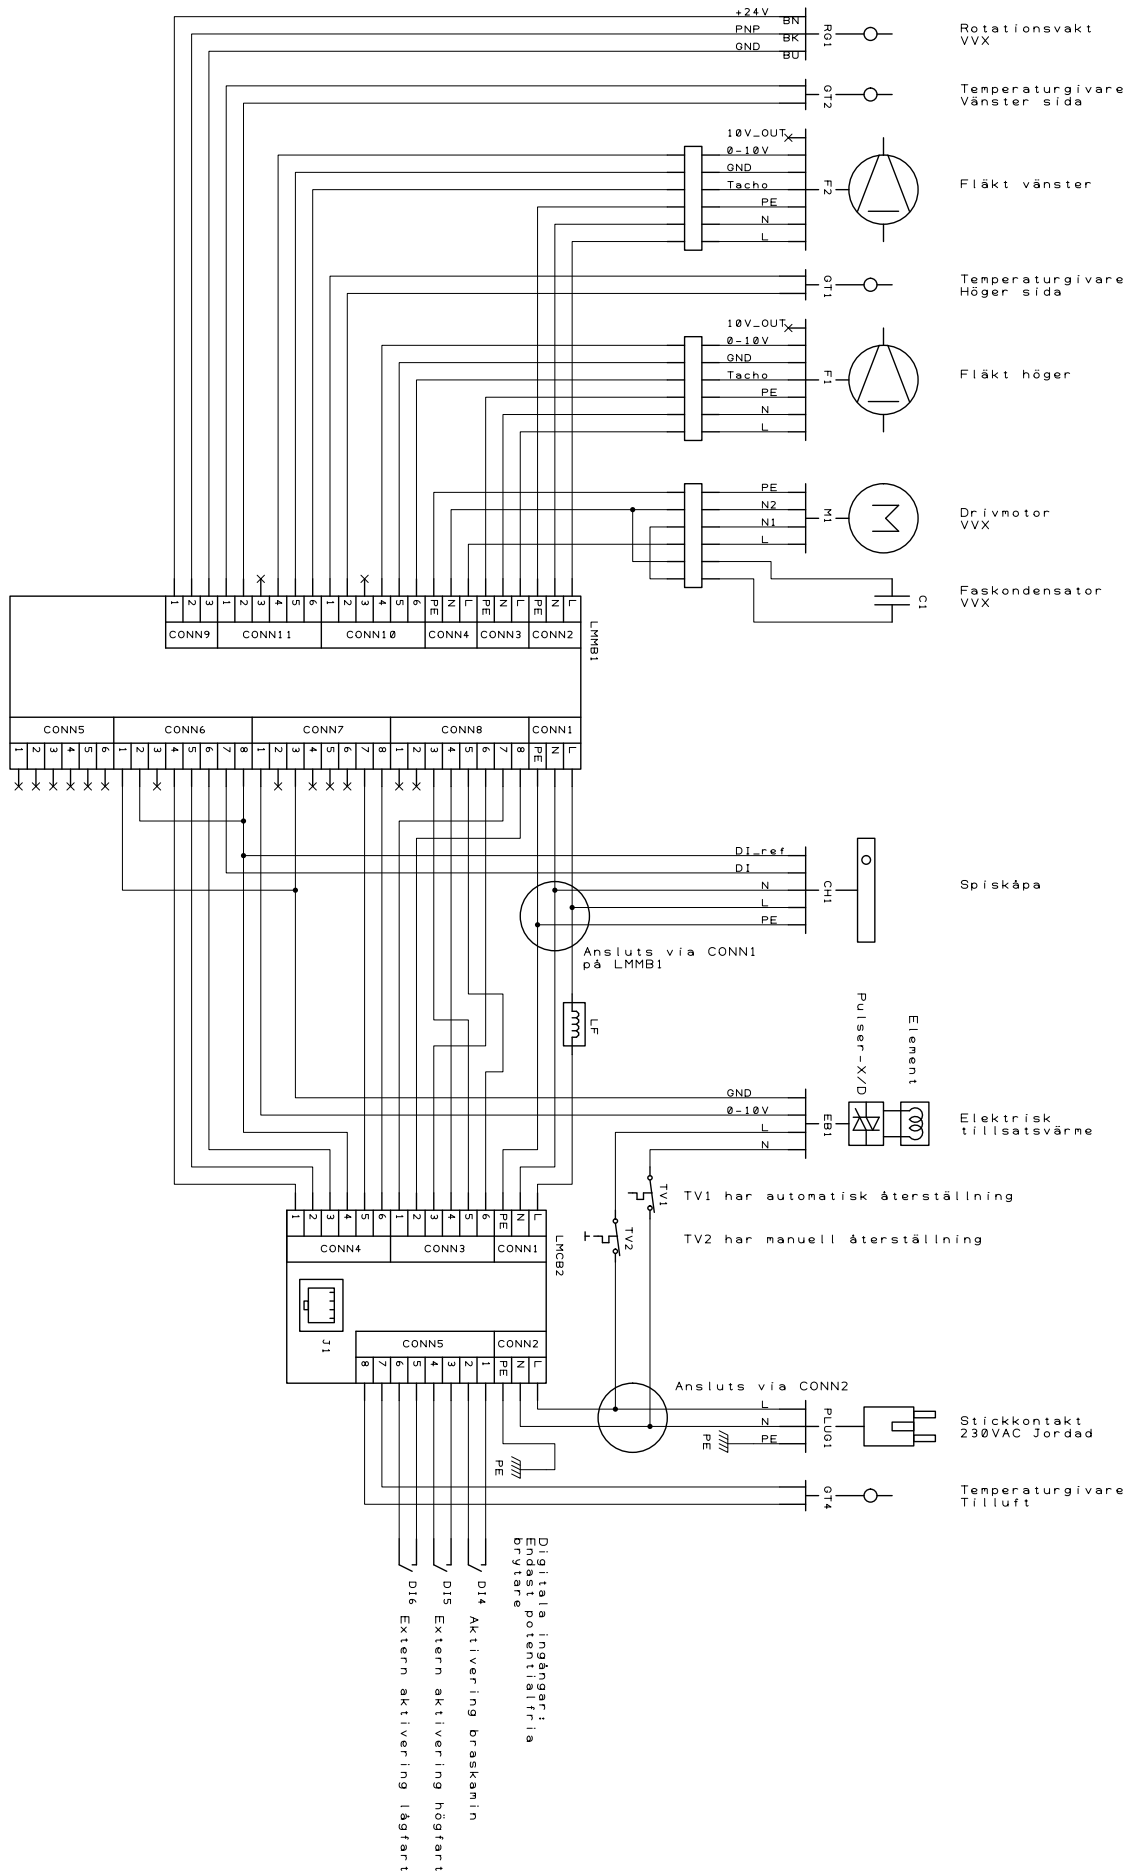 +24V
BN
PNP
BK
GND
BU
RG1
Rotationsvakt
VVX
GT2
Temperaturgivare
Vänster sida
10V_OUT
0-10V
GND
Tacho
PE
N
L
F2
Fläkt vänster
GT1
Temperaturgivare
Höger sida
10V_OUT
0-10V
GND
Tacho
PE
N
L
F1
Fläkt höger
PE
N2
N1
L
M1
M
Drivmotor
VVX
C1
Faskondensator
VVX
1 2 3 1 2 3 4 5 6 1 2 3 4 5 6 PE N L PE N L PE N L
CONN9 CONN11 CONN10 CONN4 CONN3 CONN2
LMMB1
CONN5 CONN6 CONN7 CONN8 CONN1
1 2 3 4 5 6 1 2 3 4 5 6 7 8 1 2 3 4 5 6 7 8 1 2 3 4 5 6 7 8 PE N L
DI_ref
DI
N
L
PE
CH1
Spiskåpa
Ansluts via CONN1
på LMMB1
LF
Pulser-X/D
Element
GND
0-10V
L
N
EB1
Elektrisk
tillsatsvärme
TV1
TV1 har automatisk återställning
TV2
TV2 har manuell återställning
1 2 3 4 5 6 1 2 3 4 5 6 PE N L
CONN4 CONN3 CONN1
LMCB2
J1
CONN5 CONN2
8 7 6 5 4 3 2 1 PE N L
Ansluts via CONN2
L
N
PE
PE
PLUG1
Stickkontakt
230VAC Jordad
PE
GT4
Temperaturgivare
Tilluft
Digitala ingångar:
Endast potentialfria
brytare
DI4 Aktivering braskamin
DI5 Extern aktivering högfart
DI6 Extern aktivering lågfart